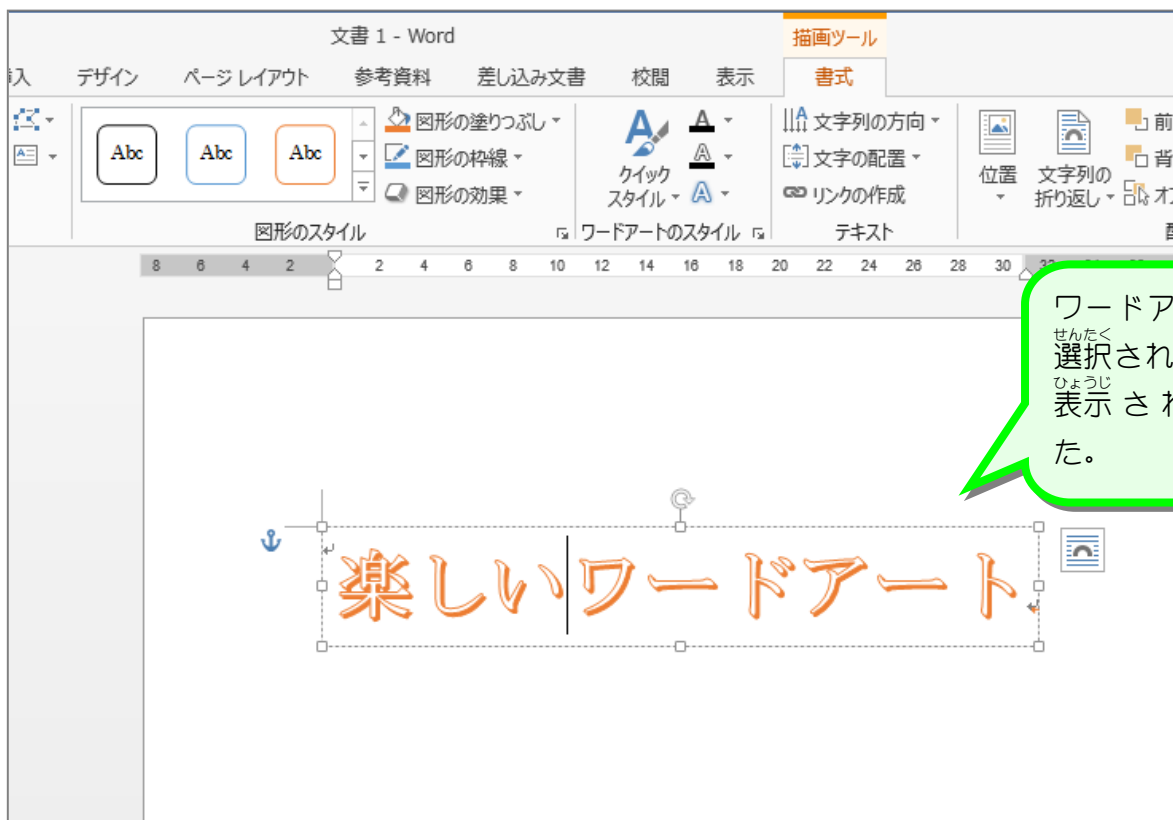 文書 1 - Word
描画ツール
挿入 デザイン ページ レイアウト 参考資料 差し込み文書 校閲 表示 書式
Abc Abc Abc
図形の塗りつぶし
図形の枠線
図形の効果
クイック
スタイル
文字列の方向
文字の配置
リンクの作成
位置
文字列の
折り返し
前
背
オ
図形のスタイル ワードアートのスタイル テキスト
8 6 4 2 2 4 6 8 10 12 14 16 18 20 22 24 26 28 30
ワードア
せんたく
選択され
ひょうじ
表示され
た。
楽しいワードアート